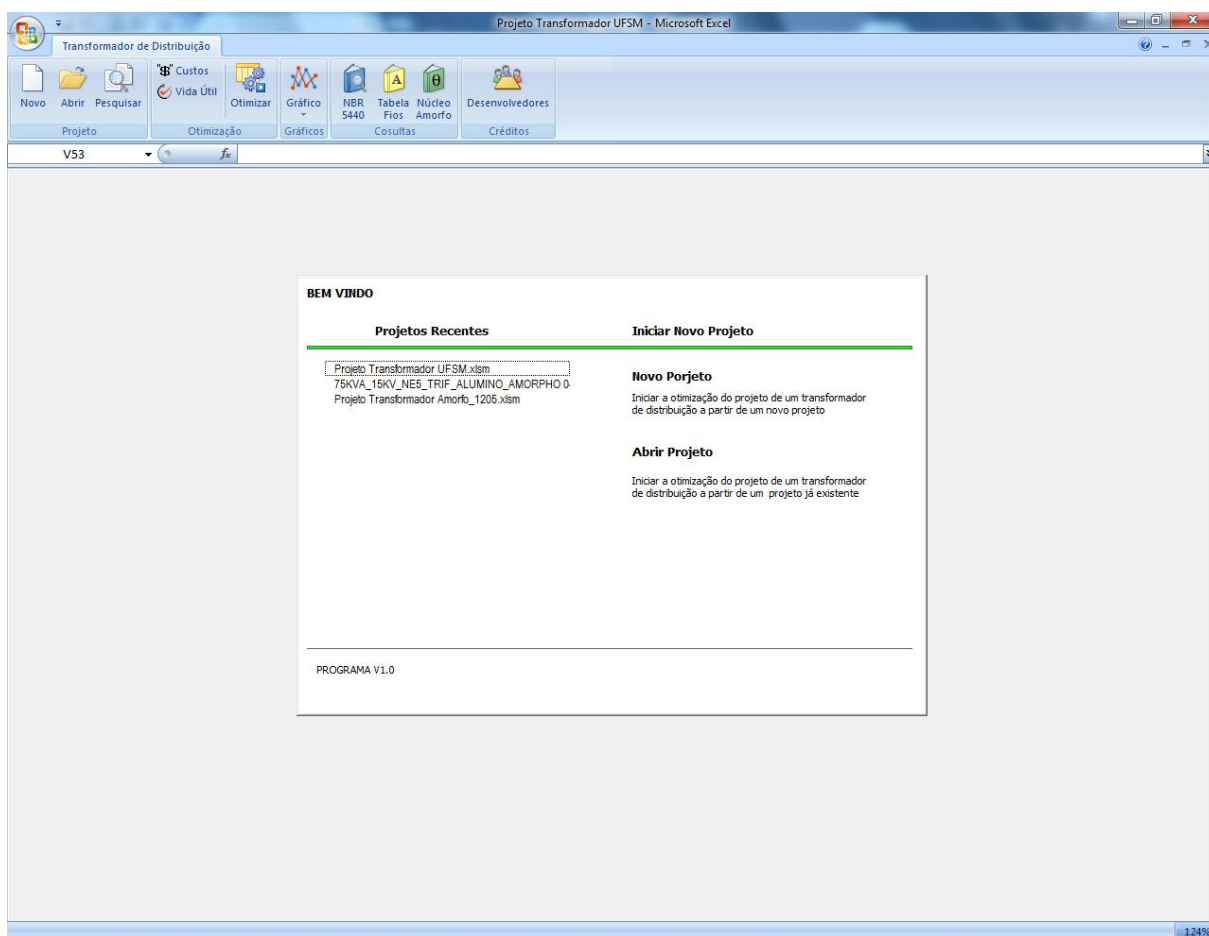 Projeto Transformador UFSM - Microsoft Excel
Transformador de Distribuição
Novo
Abrir
Pesquisar
Projeto
"$" Custos
Vida Útil
Otimizar
Otimização
Gráfico
Gráficos
NBR
5440
Tabela
Fios
Núcleo
Amorfo
Cosultas
Desenvolvedores
Créditos
V53
fx
BEM VINDO
Projetos Recentes
Projeto Transformador UFSM.xlsm
75KVA_15KV_NE5_TRIF_ALUMINO_AMORPHO
Projeto Transformador Amorfo_1205.xlsm
Iniciar Novo Projeto
Novo Porjeto
Iniciar a otimização do projeto de um transformador
de distribuição a partir de um novo projeto
Abrir Projeto
Iniciar a otimização do projeto de um transformador
de distribuição a partir de um projeto já existente
PROGRAMA V1.0
124%